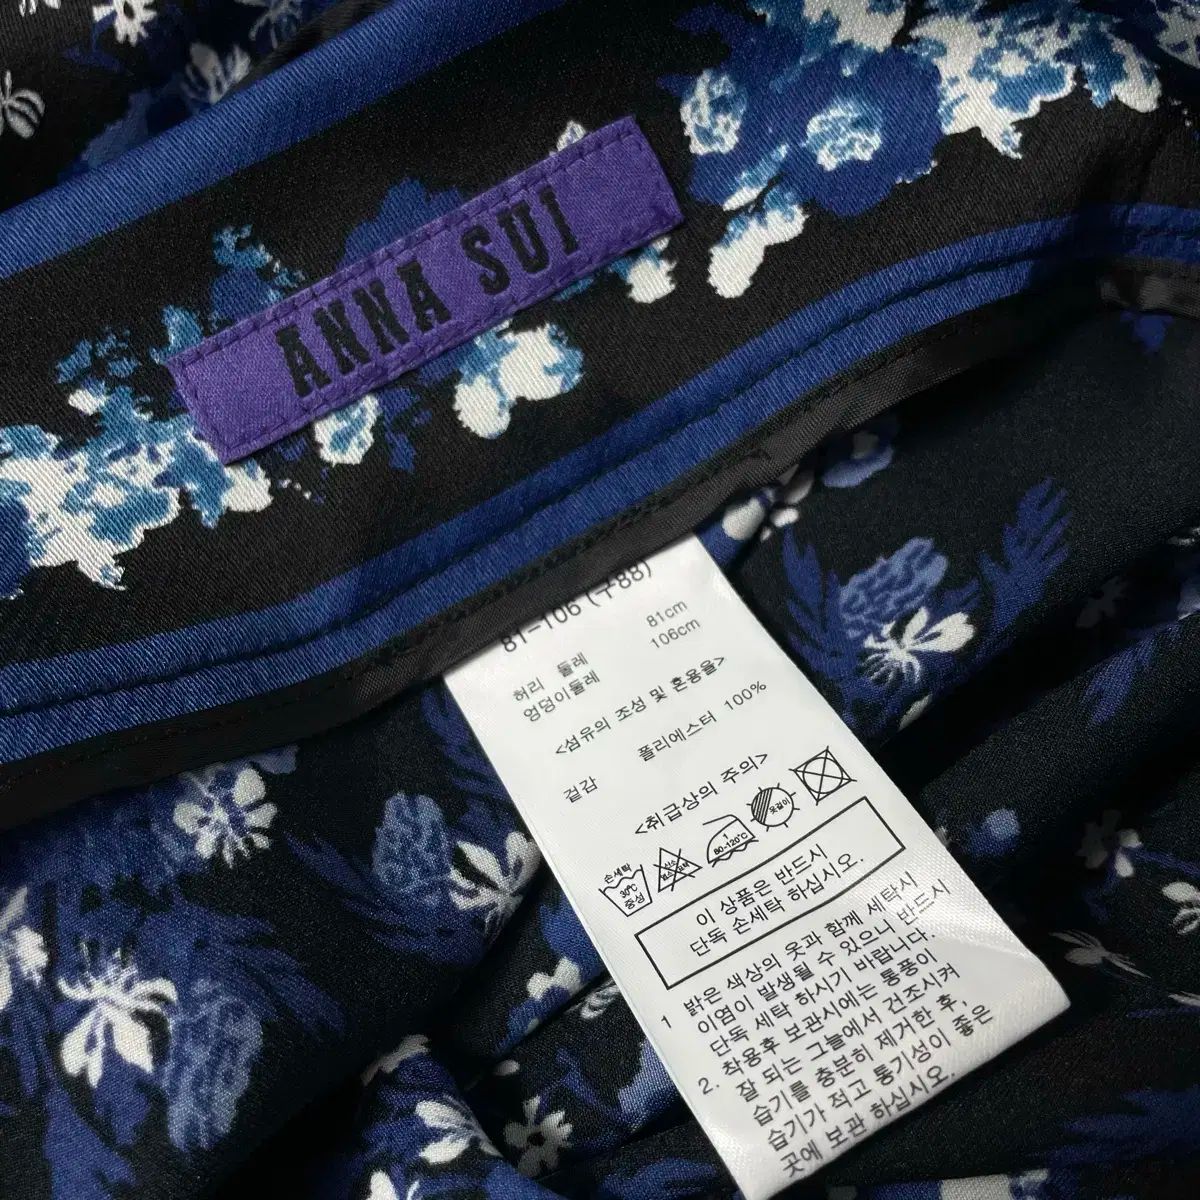 ANNA SUI
81-106 (구88)
허리 둘레 81cm
엉덩이둘레 106cm
<섬유의 조성 및 혼용율>
겉감 폴리에스터 100%
<취급상의 주의>
손세탁
30℃
중성
80~120℃
옷걸이
이 상품은 반드시
단독 손세탁 하십시오.
1 밝은 색상의 옷과 함께 세탁시
이염이 발생될 수 있으니 반드시
단독 세탁 하시기 바랍니다.
2. 착용후 보관시에는 통풍이
잘 되는 그늘에서 건조시켜
습기를 충분히 제거한 후,
습기가 적고 통기성이 좋은
곳에 보관 하십시오.